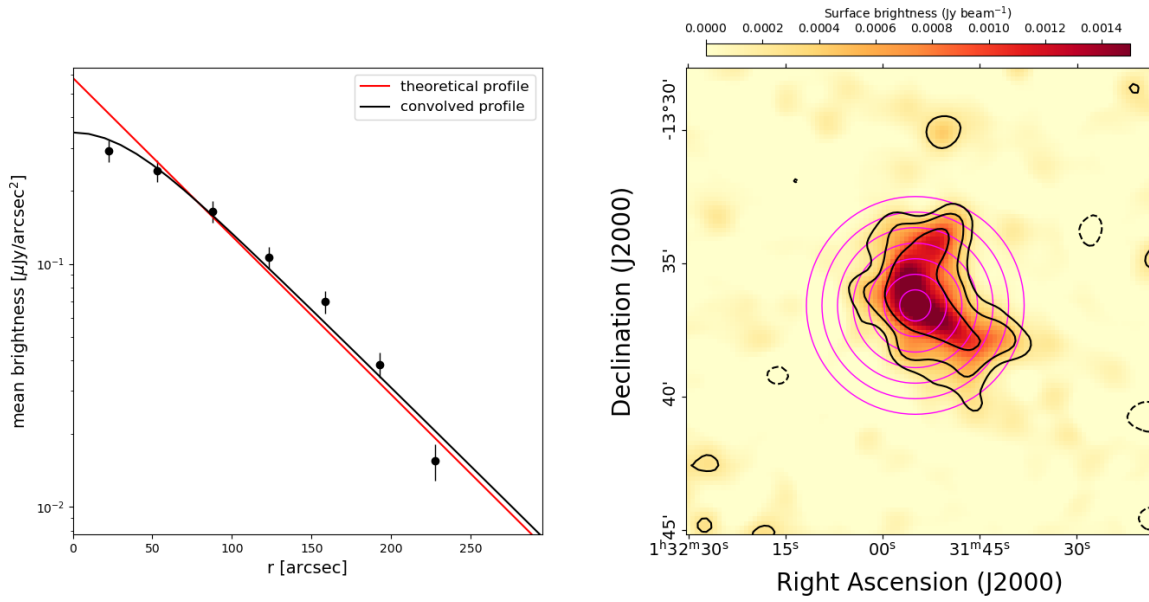 theoretical profile
convolved profile
mean brightness [μJy/arcsec²]
10⁻¹
10⁻²
0 50 100 150 200 250
r [arcsec]
Surface brightness (Jy beam⁻¹)
0.0000 0.0002 0.0004 0.0006 0.0008 0.0010 0.0012 0.0014
Declination (J2000)
-13°30'
35'
40'
45'
1ʰ32ᵐ30ˢ 15ˢ 00ˢ 31ᵐ45ˢ 30ˢ
Right Ascension (J2000)